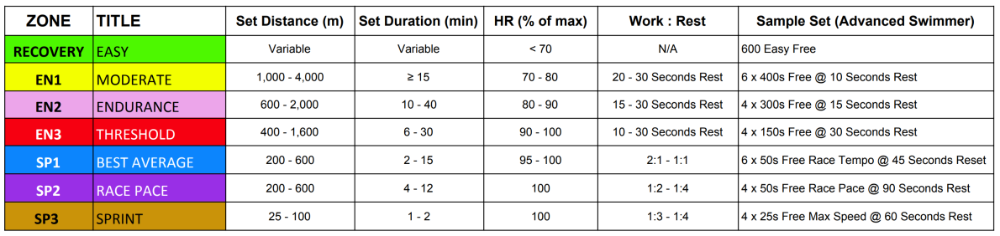 ZONE TITLE Set Distance (m) Set Duration (min) HR (% of max) Work : Rest Sample Set (Advanced Swimmer)
RECOVERY EASY Variable Variable < 70 N/A 600 Easy Free
EN1 MODERATE 1,000 - 4,000 ≥ 15 70 - 80 20 - 30 Seconds Rest 6 x 400s Free @ 10 Seconds Rest
EN2 ENDURANCE 600 - 2,000 10 - 40 80 - 90 15 - 30 Seconds Rest 4 x 300s Free @ 15 Seconds Rest
EN3 THRESHOLD 400 - 1,600 6 - 30 90 - 100 10 - 30 Seconds Rest 4 x 150s Free @ 30 Seconds Rest
SP1 BEST AVERAGE 200 - 600 2 - 15 95 - 100 2:1 - 1:1 6 x 50s Free Race Tempo @ 45 Seconds Reset
SP2 RACE PACE 200 - 600 4 - 12 100 1:2 - 1:4 4 x 50s Free Race Pace @ 90 Seconds Rest
SP3 SPRINT 25 - 100 1 - 2 100 1:3 - 1:4 4 x 25s Free Max Speed @ 60 Seconds Rest